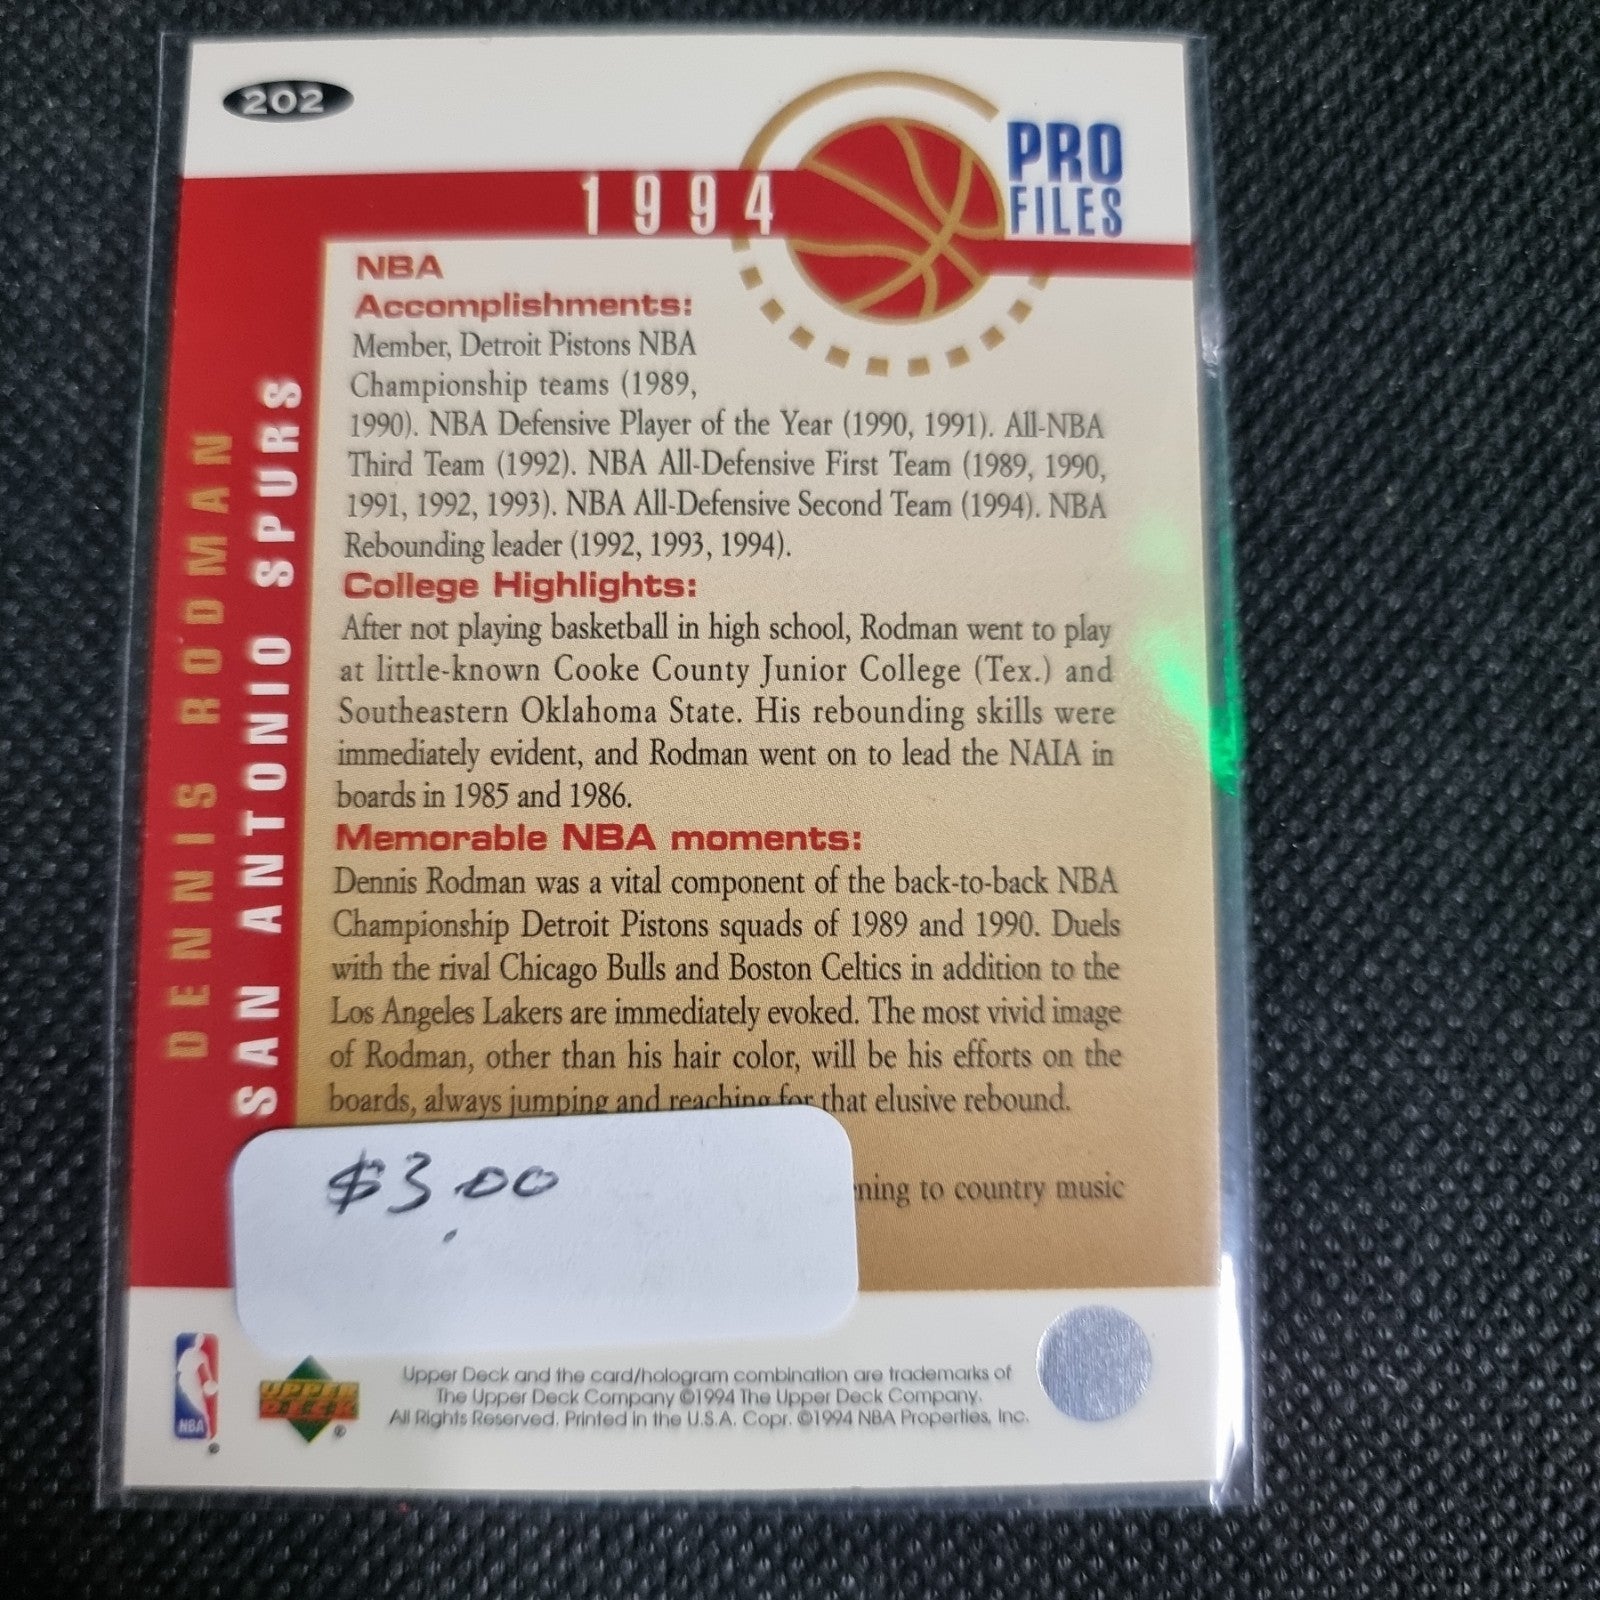 202
PRO
FILES
1994
NBA
Accomplishments:
Member, Detroit Pistons NBA
Championship teams (1989,
1990). NBA Defensive Player of the Year (1990, 1991). All-NBA
Third Team (1992). NBA All-Defensive First Team (1989, 1990,
1991, 1992, 1993). NBA All-Defensive Second Team (1994). NBA
Rebounding leader (1992, 1993, 1994).
College Highlights:
After not playing basketball in high school, Rodman went to play
at little-known Cooke County Junior College (Tex.) and
Southeastern Oklahoma State. His rebounding skills were
immediately evident, and Rodman went on to lead the NAIA in
boards in 1985 and 1986.
Memorable NBA moments:
Dennis Rodman was a vital component of the back-to-back NBA
Championship Detroit Pistons squads of 1989 and 1990. Duels
with the rival Chicago Bulls and Boston Celtics in addition to the
Los Angeles Lakers are immediately evoked. The most vivid image
of Rodman, other than his hair color, will be his efforts on the
boards, always jumping and reaching for that elusive rebound.
to country music
DENNIS RODMAN
SAN ANTONIO SPURS
$3.00
NBA
UPPER
DECK
Upper Deck and the card/hologram combination are trademarks of
The Upper Deck Company ©1994 The Upper Deck Company.
All Rights Reserved. Printed in the U.S.A. Copr. ©1994 NBA Properties, Inc.